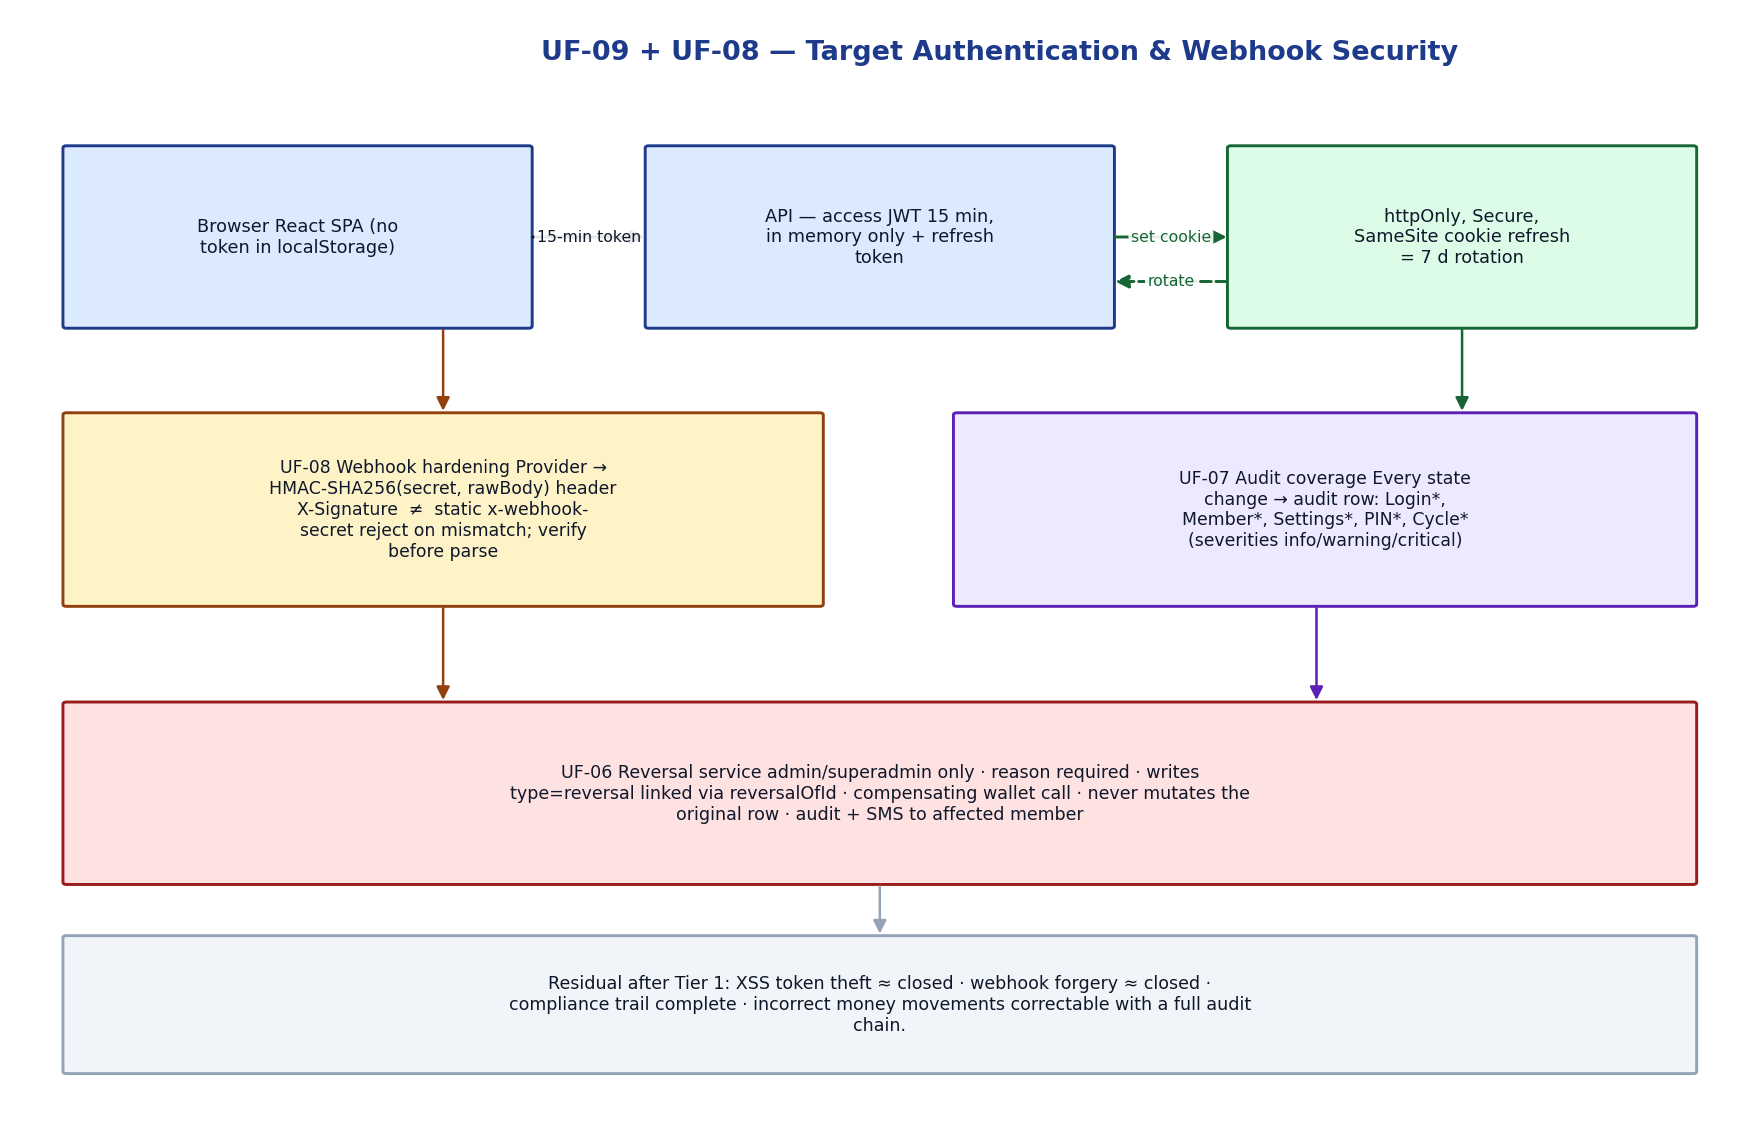 UF-09 + UF-08 — Target Authentication & Webhook Security
Browser React SPA (no
token in localStorage)
15-min token
API — access JWT 15 min,
in memory only + refresh
token
set cookie
rotate
httpOnly, Secure,
SameSite cookie refresh
= 7 d rotation
UF-08 Webhook hardening Provider →
HMAC-SHA256(secret, rawBody) header
X-Signature ≠ static x-webhook-
secret reject on mismatch; verify
before parse
UF-07 Audit coverage Every state
change → audit row: Login*,
Member*, Settings*, PIN*, Cycle*
(severities info/warning/critical)
UF-06 Reversal service admin/superadmin only · reason required · writes
type=reversal linked via reversalOfId · compensating wallet call · never mutates the
original row · audit + SMS to affected member
Residual after Tier 1: XSS token theft ≈ closed · webhook forgery ≈ closed ·
compliance trail complete · incorrect money movements correctable with a full audit
chain.